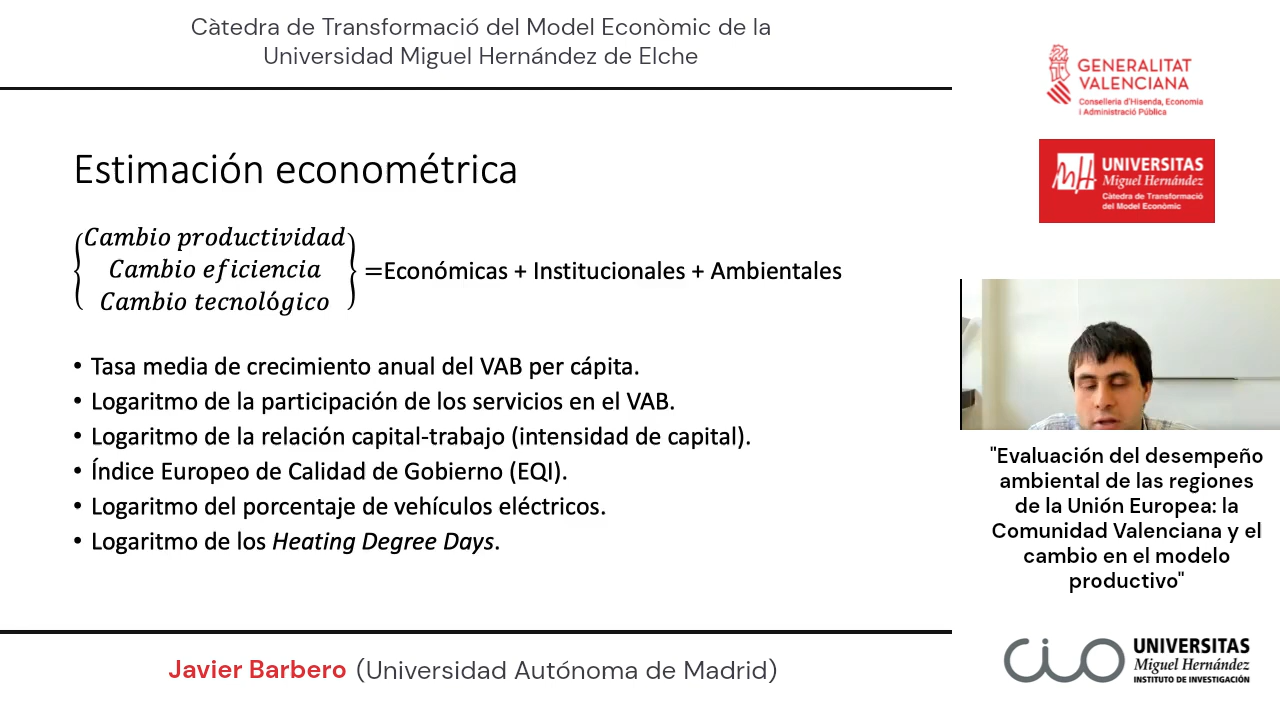 Càtedra de Transformació del Model Econòmic de la
Universidad Miguel Hernández de Elche
Estimación econométrica
Cambio productividad
Cambio eficiencia
Cambio tecnológico
=Económicas + Institucionales + Ambientales
• Tasa media de crecimiento anual del VAB per cápita.
• Logaritmo de la participación de los servicios en el VAB.
• Logaritmo de la relación capital-trabajo (intensidad de capital).
• Índice Europeo de Calidad de Gobierno (EQI).
• Logaritmo del porcentaje de vehículos eléctricos.
• Logaritmo de los Heating Degree Days.
Javier Barbero (Universidad Autónoma de Madrid)
GENERALITAT
VALENCIANA
Conselleria d'Hisenda, Economia
i Administració Pública
UNIVERSITAS
Miguel Hernández
Càtedra de Transformació
del Model Econòmic
"Evaluación del desempeño
ambiental de las regiones
de la Unión Europea: la
Comunidad Valenciana y el
cambio en el modelo
productivo"
cio
UNIVERSITAS
Miguel Hernández
INSTITUTO DE INVESTIGACIÓN